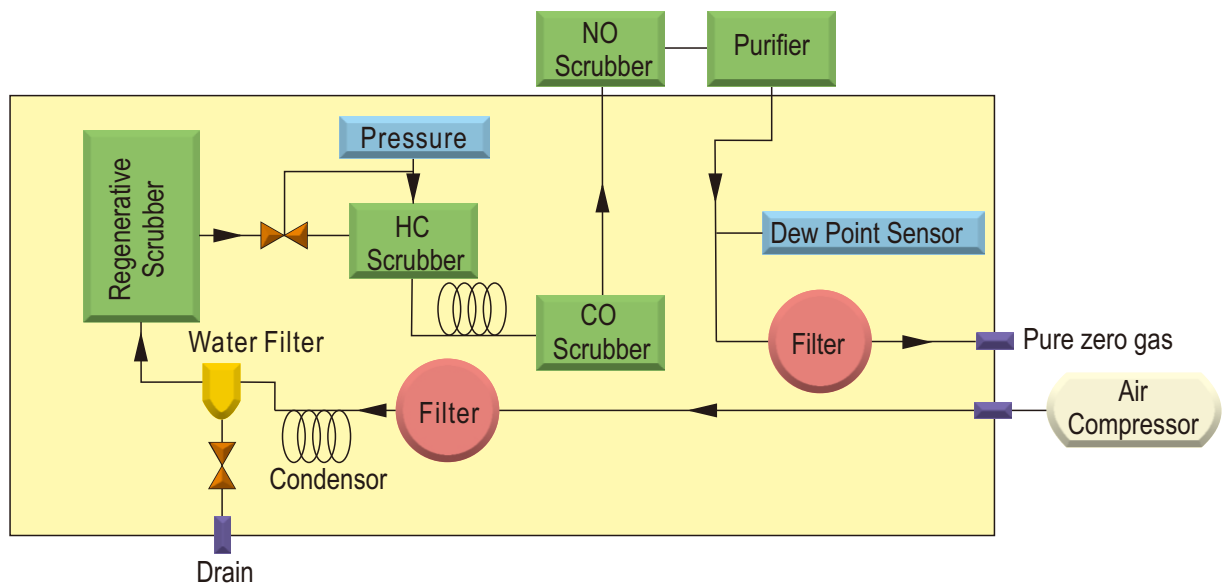 NO
Scrubber
Purifier
Pressure
Regenerative
Scrubber
HC
Scrubber
Dew Point Sensor
CO
Scrubber
Water Filter
Filter
Pure zero gas
Filter
Air
Compressor
Condensor
Drain